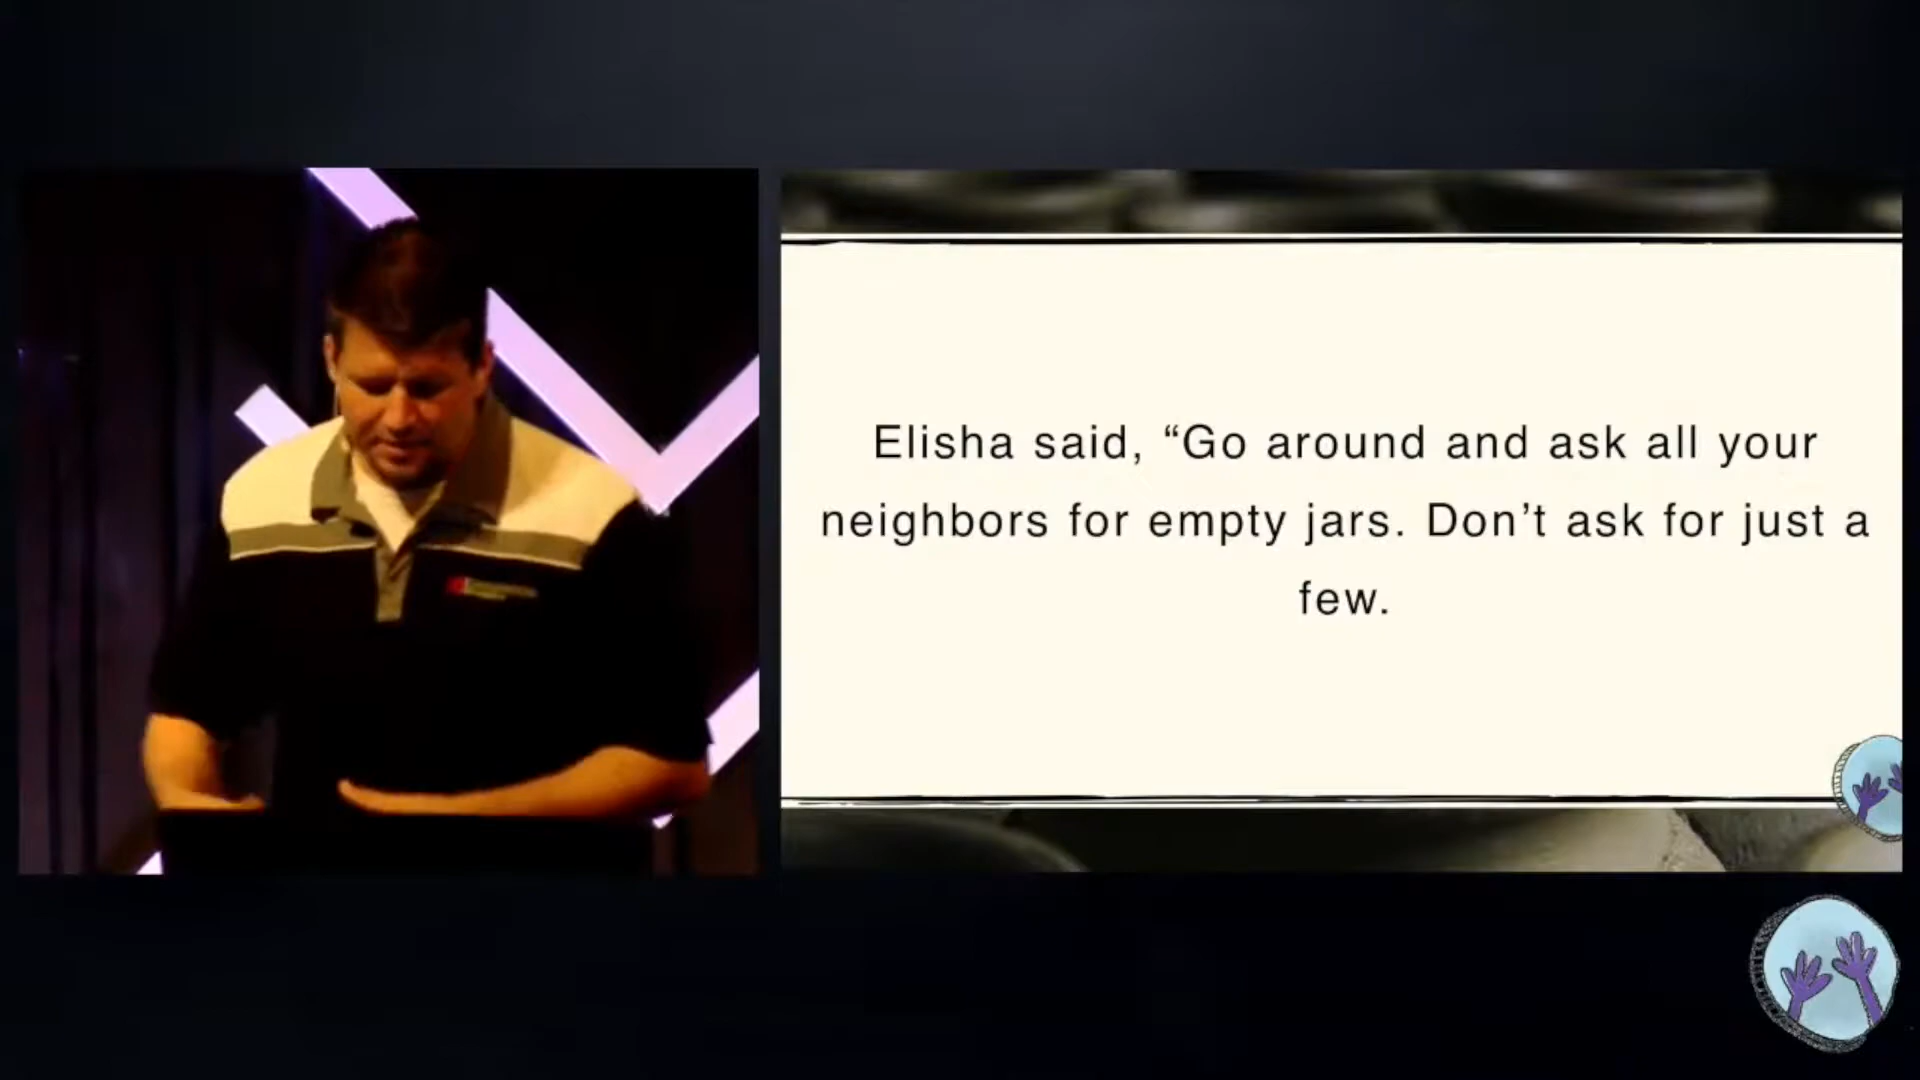 Elisha said, “Go around and ask all your
neighbors for empty jars. Don’t ask for just a
few.